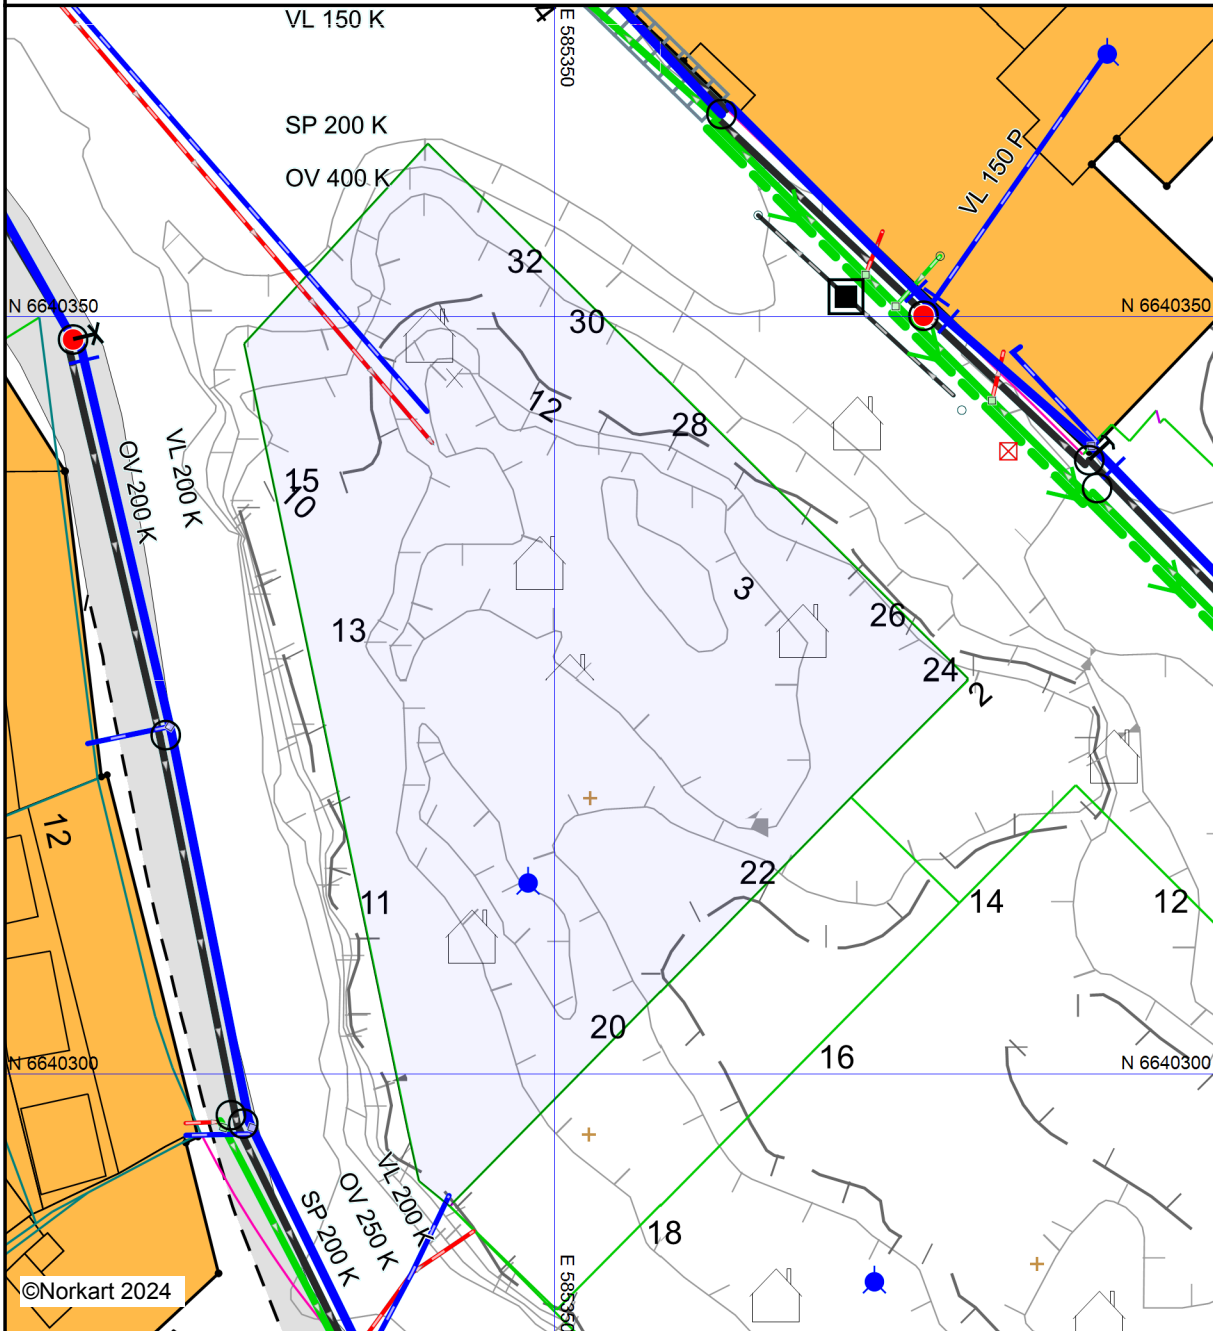 VL 150 K
4
E 585350
SP 200 K
OV 400 K
VL 150 P
32
N 6640350
30
N 6640350
12
28
OV 200 K
VL 200 K
15
10
3
26
13
24
2
12
22
11
14
12
20
N 6640300
16
N 6640300
VL 200 K
OV 250 K
SP 200 K
18
E 585350
©Norkart 2024